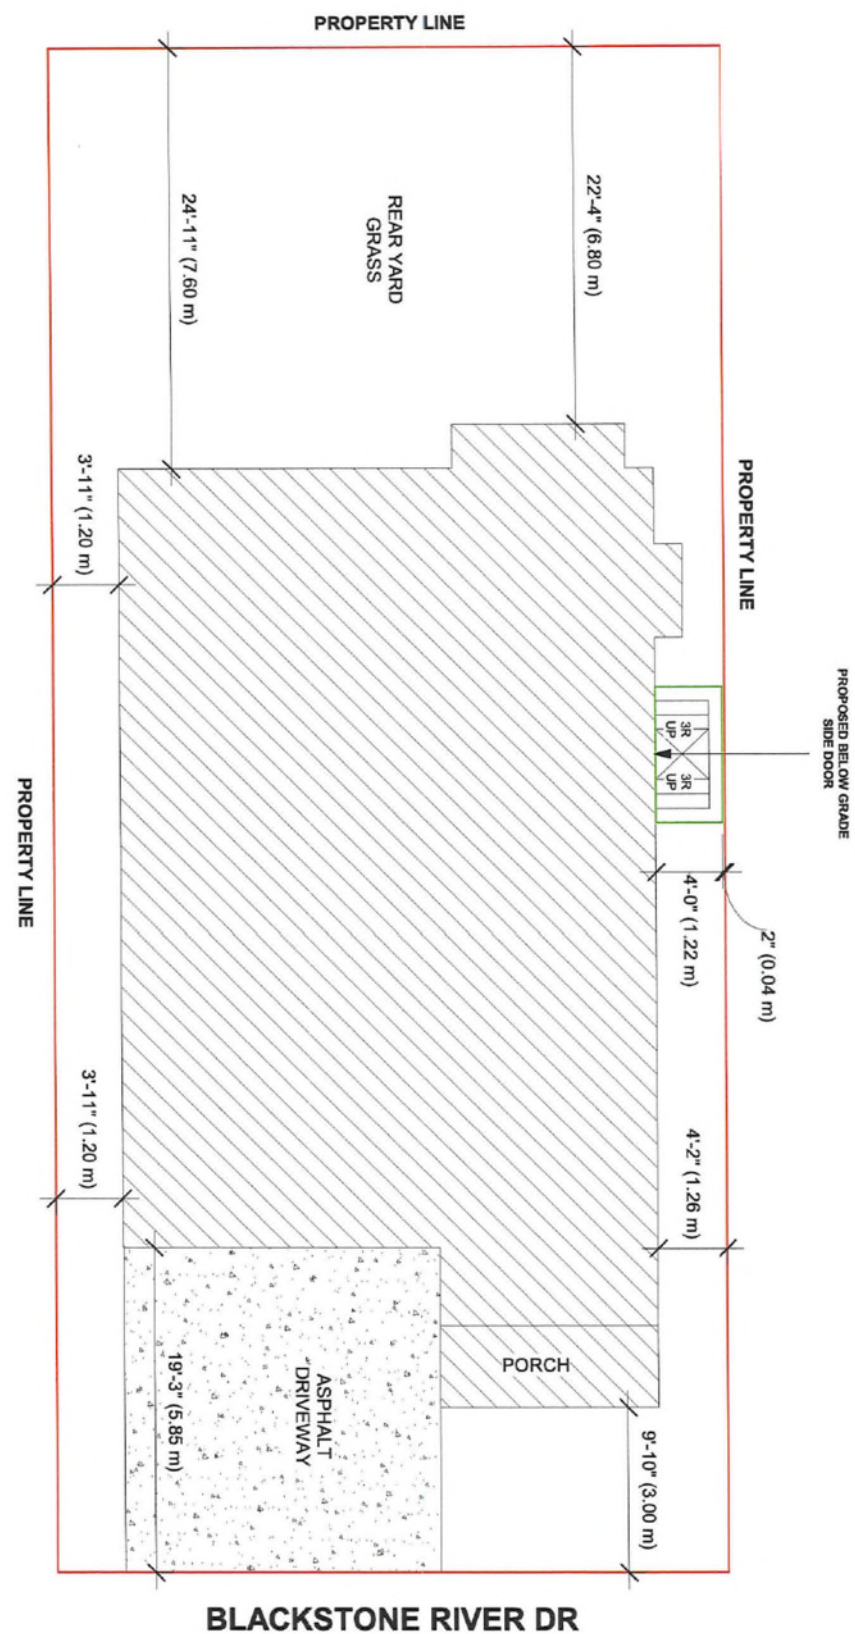 PROPERTY LINE
22'-4" (6.80 m)
24'-11" (7.60 m)
REAR YARD
GRASS
3'-11" (1.20 m)
PROPERTY LINE
PROPOSED BELOW GRADE
SIDE DOOR
3R
UP
3R
UP
PROPERTY LINE
4'-0" (1.22 m)
2" (0.04 m)
3'-11" (1.20 m)
4'-2" (1.26 m)
PORCH
19'-3" (5.85 m)
ASPHALT
DRIVEWAY
9'-10" (3.00 m)
BLACKSTONE RIVER DR